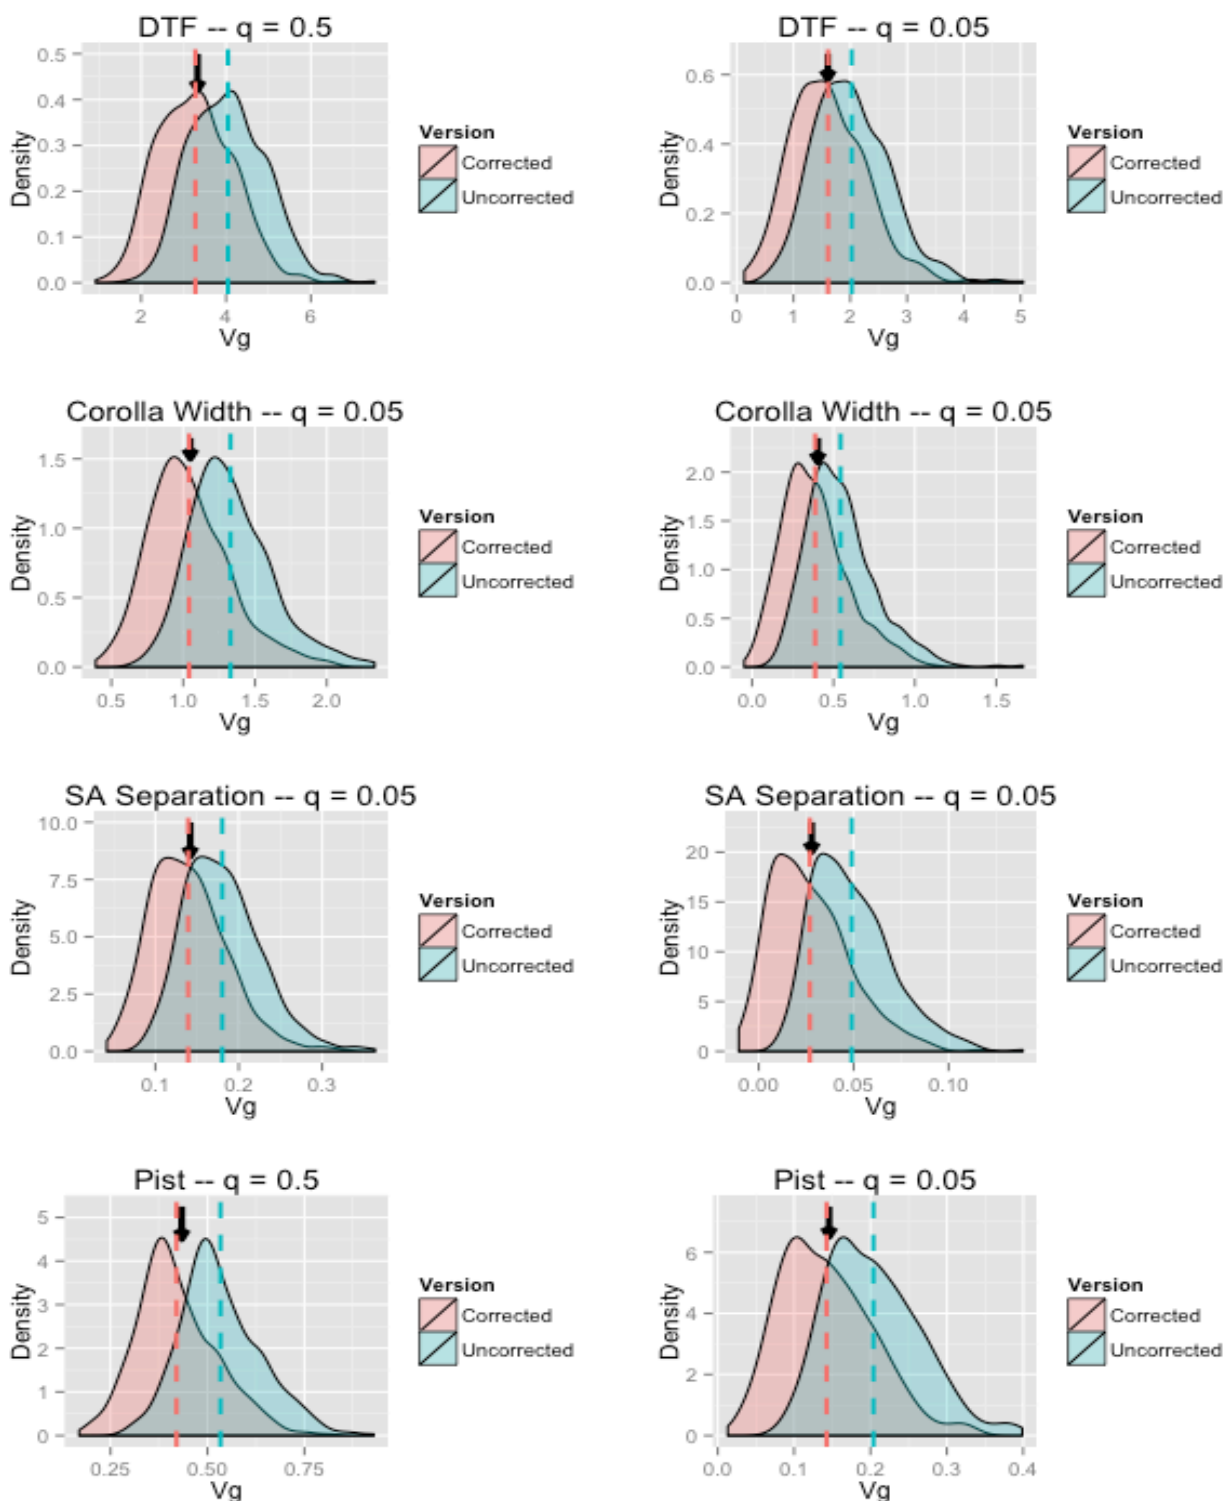 DTF -- q = 0.5
0.5
0.4
0.3
0.2
0.1
0.0
Density
2 4 6
Vg
Version
Corrected
Uncorrected
DTF -- q = 0.05
0.6
0.4
0.2
0.0
Density
0 1 2 3 4 5
Vg
Version
Corrected
Uncorrected
Corolla Width -- q = 0.05
1.5
1.0
0.5
0.0
Density
0.5 1.0 1.5 2.0
Vg
Version
Corrected
Uncorrected
Corolla Width -- q = 0.05
2.0
1.5
1.0
0.5
0.0
Density
0.0 0.5 1.0 1.5
Vg
Version
Corrected
Uncorrected
SA Separation -- q = 0.05
10.0
7.5
5.0
2.5
0.0
Density
0.1 0.2 0.3
Vg
Version
Corrected
Uncorrected
SA Separation -- q = 0.05
20
15
10
5
0
Density
0.00 0.05 0.10
Vg
Version
Corrected
Uncorrected
Pist -- q = 0.5
5
4
3
2
1
0
Density
0.25 0.50 0.75
Vg
Version
Corrected
Uncorrected
Pist -- q = 0.05
6
4
2
0
Density
0.0 0.1 0.2 0.3 0.4
Vg
Version
Corrected
Uncorrected